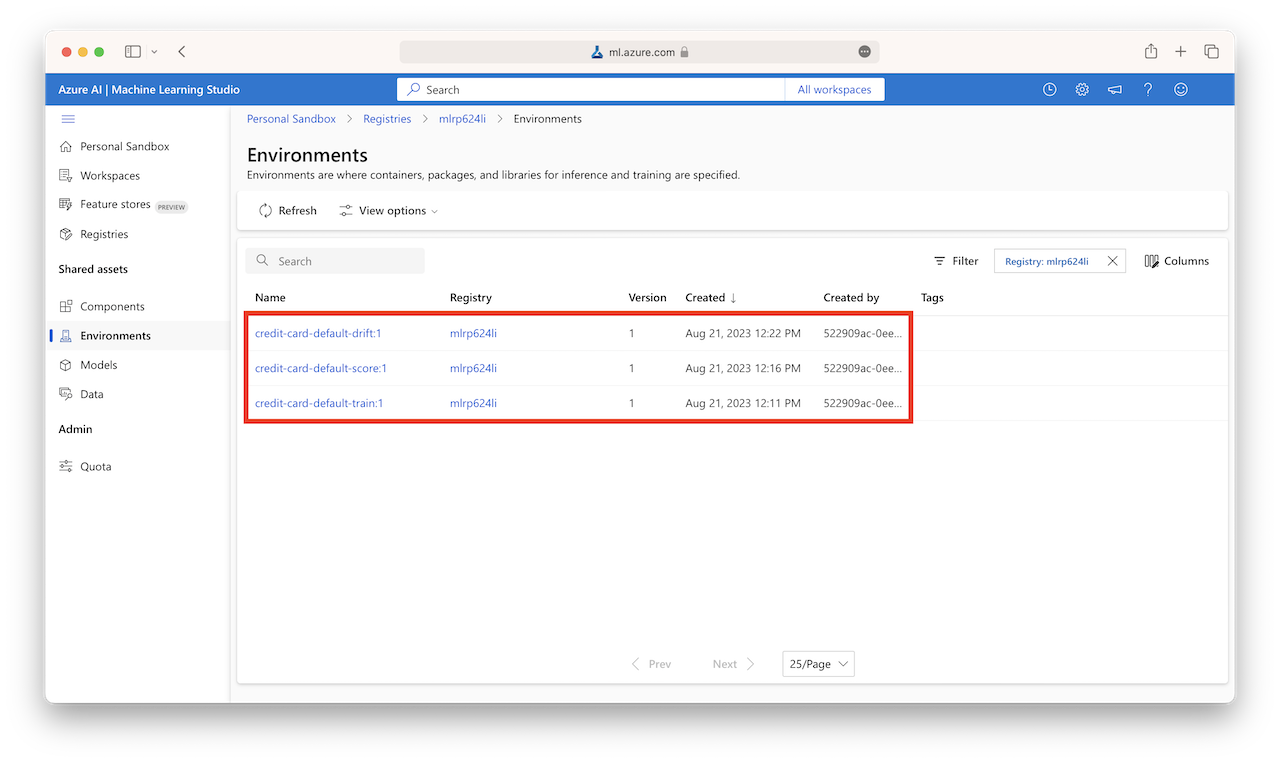 ml.azure.com
Azure AI | Machine Learning Studio
Search
All workspaces
Personal Sandbox > Registries > mlrp624li > Environments
Personal Sandbox
Workspaces
Feature stores PREVIEW
Registries
Shared assets
Components
Environments
Models
Data
Admin
Quota
Environments
Environments are where containers, packages, and libraries for inference and training are specified.
Refresh View options
Search
Filter Registry: mlrp624li Columns
Name Registry Version Created ↓ Created by Tags
credit-card-default-drift:1 mlrp624li 1 Aug 21, 2023 12:22 PM 522909ac-0ee...
credit-card-default-score:1 mlrp624li 1 Aug 21, 2023 12:16 PM 522909ac-0ee...
credit-card-default-train:1 mlrp624li 1 Aug 21, 2023 12:11 PM 522909ac-0ee...
Prev Next 25/Page